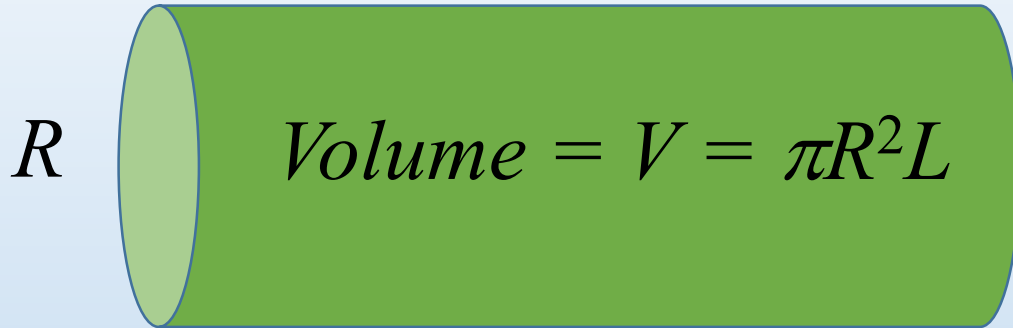 R
Volume = V = πR²L